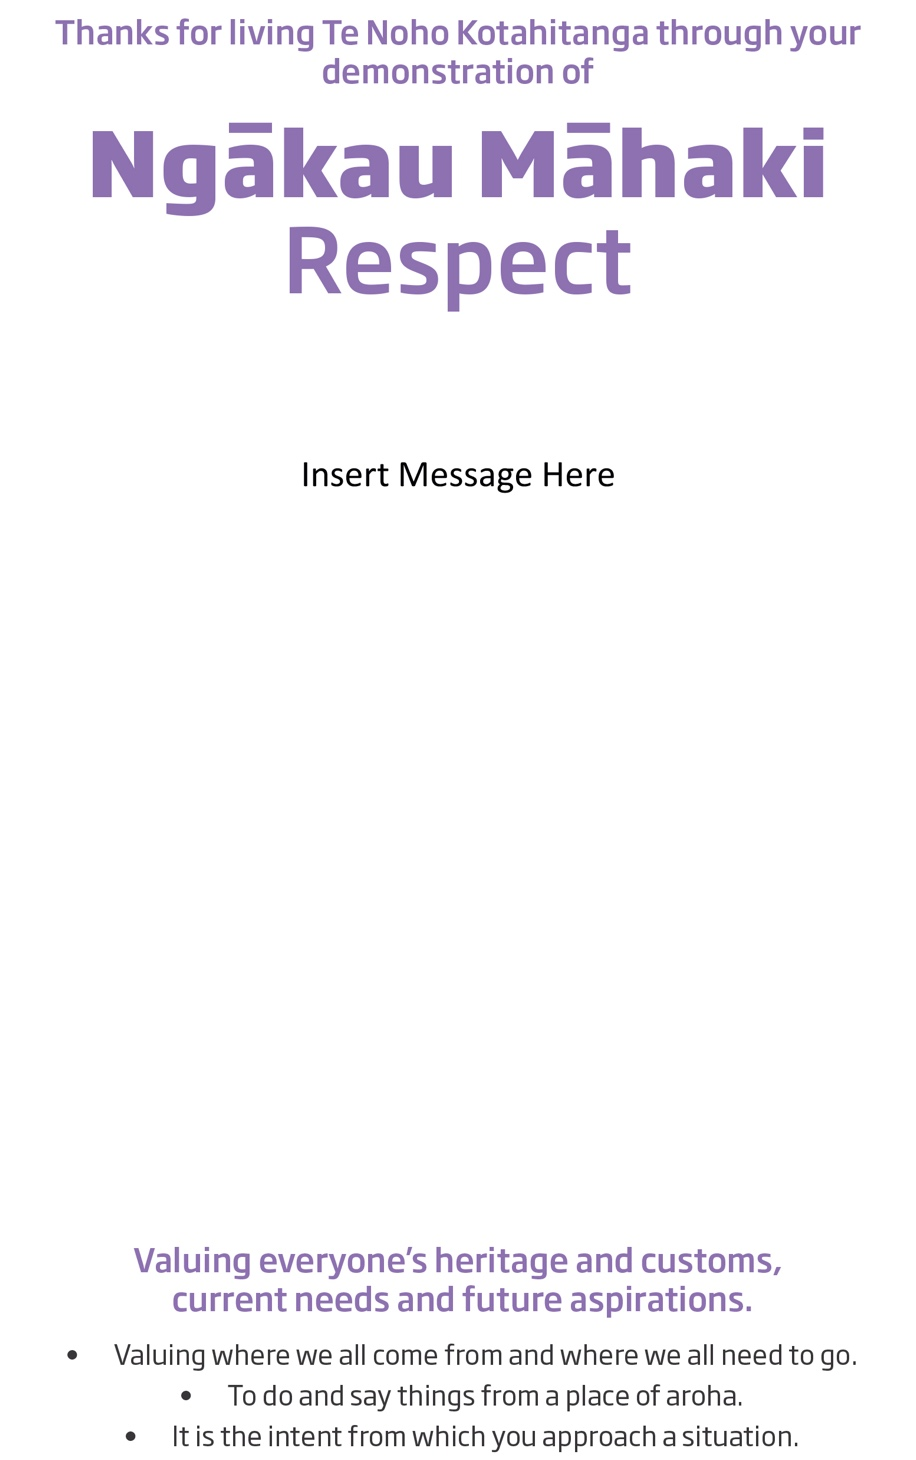 Thanks for living Te Noho Kotahitanga through your
demonstration of
Ngākau Māhaki
Respect
Insert Message Here
Valuing everyone’s heritage and customs,
current needs and future aspirations.
• Valuing where we all come from and where we all need to go.
• To do and say things from a place of aroha.
• It is the intent from which you approach a situation.